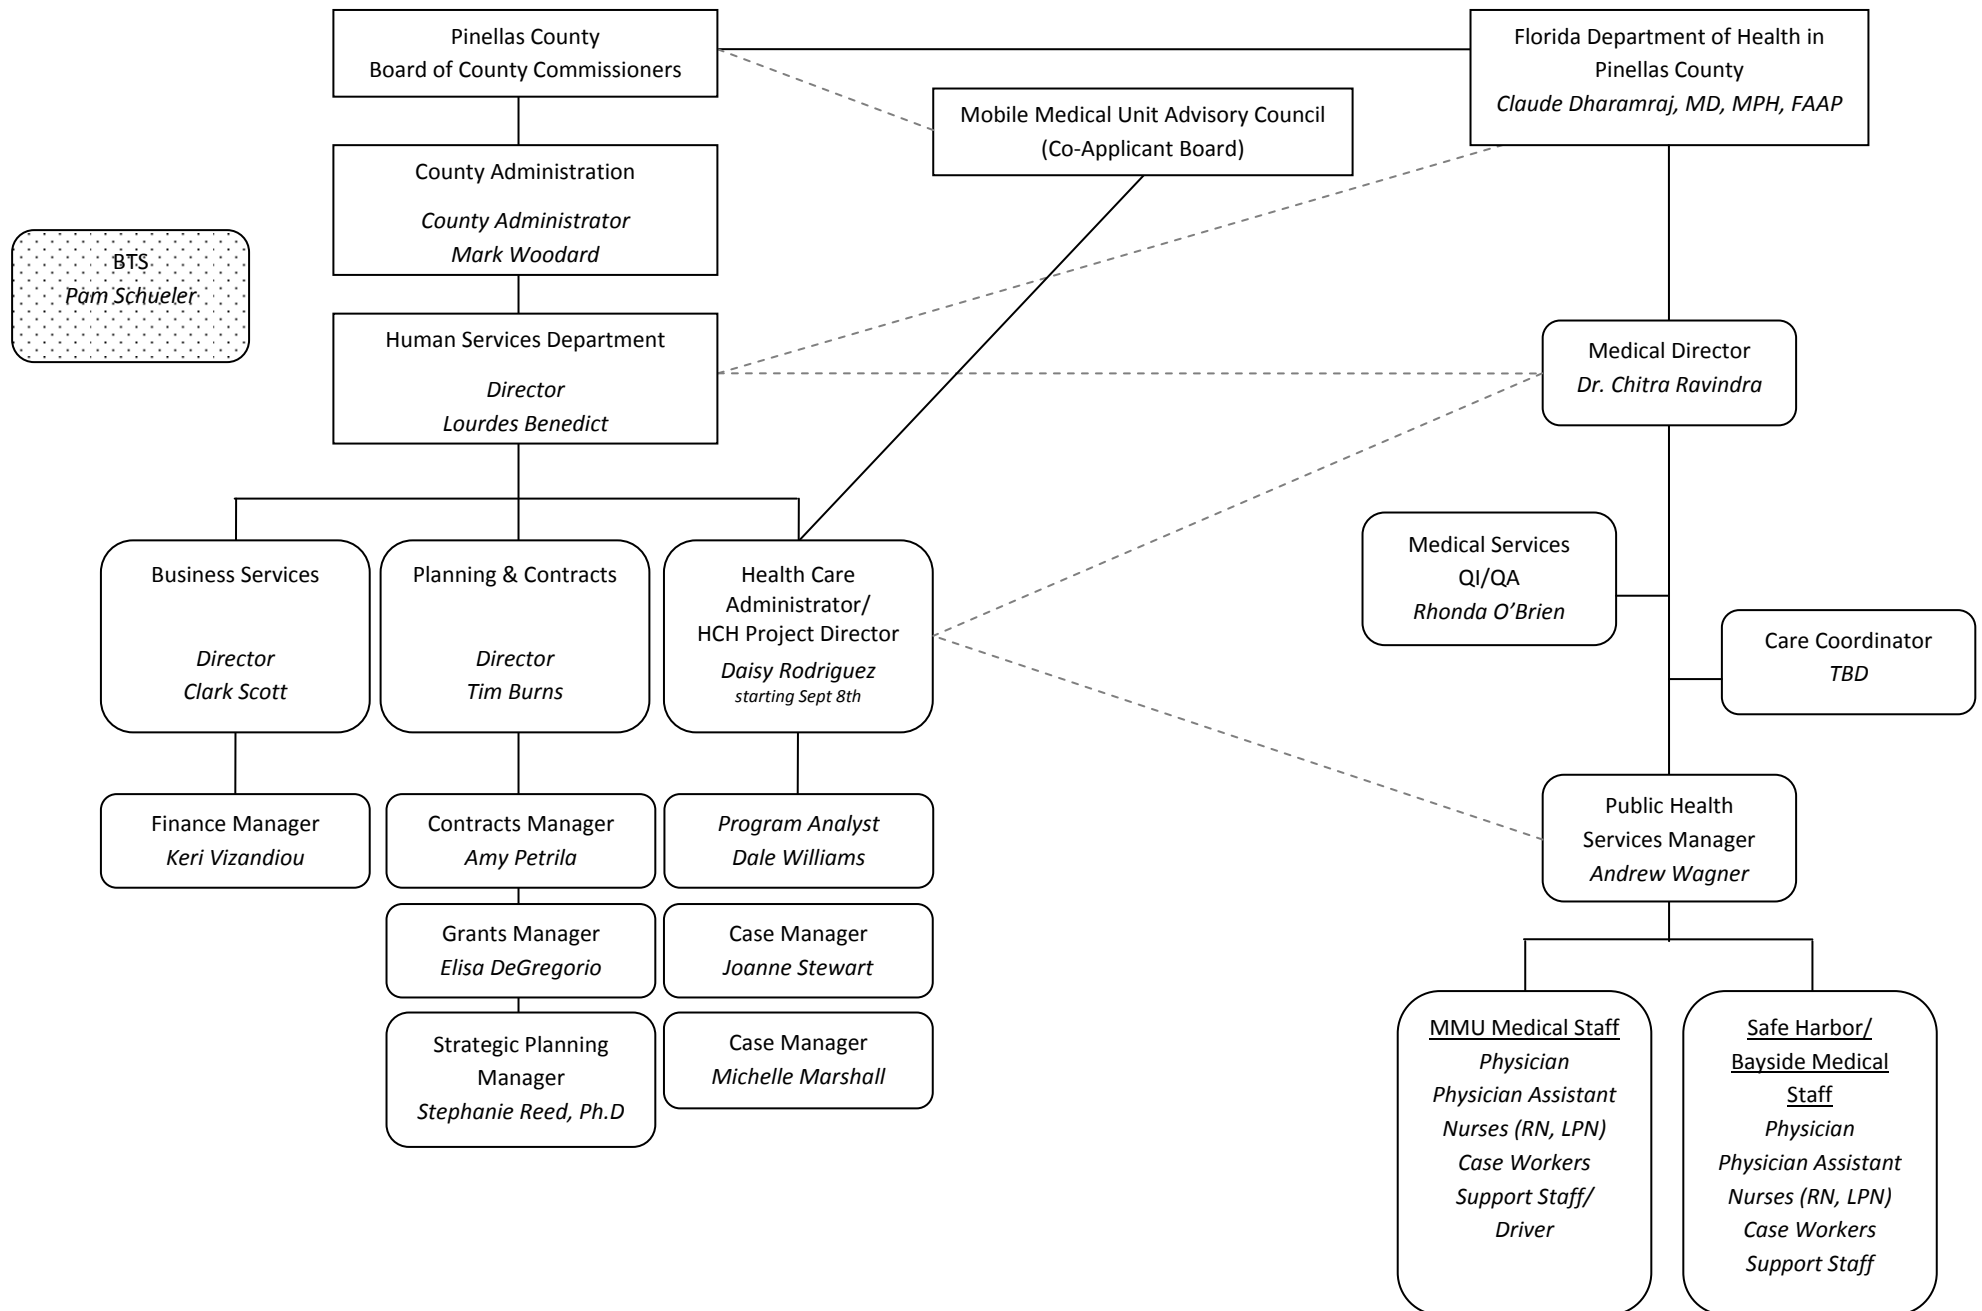 Pinellas County
Board of County Commissioners
Florida Department of Health in
Pinellas County
Claude Dharamraj, MD, MPH, FAAP
Mobile Medical Unit Advisory Council
(Co-Applicant Board)
County Administration
County Administrator
Mark Woodard
BTS
Pam Schueler
Human Services Department
Director
Lourdes Benedict
Medical Director
Dr. Chitra Ravindra
Business Services
Director
Clark Scott
Planning & Contracts
Director
Tim Burns
Health Care
Administrator/
HCH Project Director
Daisy Rodriguez
starting Sept 8th
Medical Services
QI/QA
Rhonda O’Brien
Care Coordinator
TBD
Finance Manager
Keri Vizandiou
Contracts Manager
Amy Petrila
Program Analyst
Dale Williams
Public Health
Services Manager
Andrew Wagner
Grants Manager
Elisa DeGregorio
Case Manager
Joanne Stewart
Strategic Planning
Manager
Stephanie Reed, Ph.D
Case Manager
Michelle Marshall
MMU Medical Staff
Physician
Physician Assistant
Nurses (RN, LPN)
Case Workers
Support Staff/
Driver
Safe Harbor/
Bayside Medical
Staff
Physician
Physician Assistant
Nurses (RN, LPN)
Case Workers
Support Staff